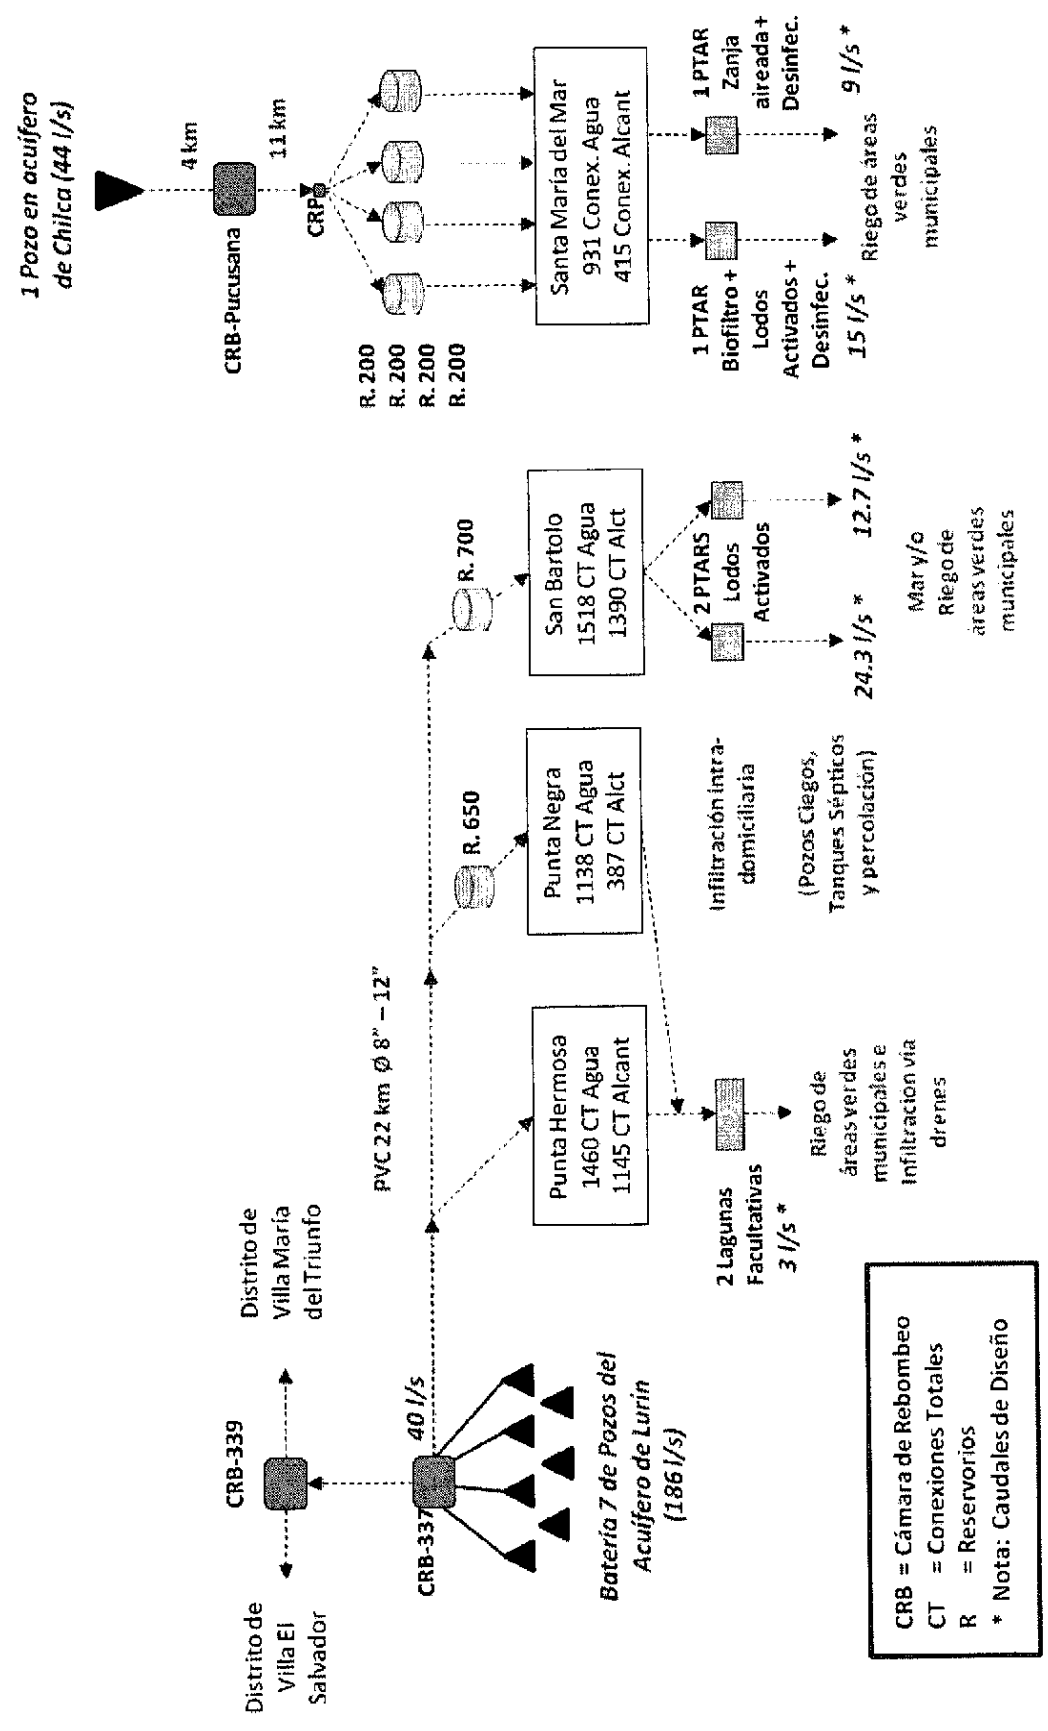 Distrito de
Villa El
Salvador
CRB-339
Distrito de
Villa María
del Triunfo
CRB-337
40 l/s
Batería 7 de Pozos del
Acuífero de Lurín
(186 l/s)
PVC 22 km Ø 8” – 12”
Punta Hermosa
1460 CT Agua
1145 CT Alcant
2 Lagunas
Facultativas
3 l/s *
Riego de
áreas verdes
municipales e
Infiltración vía
drenes
R. 650
Punta Negra
1138 CT Agua
387 CT Alct
Infiltración intra-
domiciliaria
(Pozos Ciegos,
Tanques Sépticos
y percolación)
R. 700
San Bartolo
1518 CT Agua
1390 CT Alct
2 PTARS
Lodos
Activados
24.3 l/s *
12.7 l/s *
Mar y/o
Riego de
áreas verdes
municipales
1 Pozo en acuífero
de Chilca (44 l/s)
4 km
CRB-Pucusana
11 km
CRP
R. 200
R. 200
R. 200
R. 200
Santa María del Mar
931 Conex. Agua
415 Conex. Alcant
1 PTAR
Biofiltro +
Lodos
Activados +
Desinfec.
15 l/s *
1 PTAR
Zanja
aireada +
Desinfec.
9 l/s *
Riego de áreas
verdes
municipales
CRB = Cámara de Rebombeo
CT = Conexiones Totales
R = Reservorios
* Nota: Caudales de Diseño